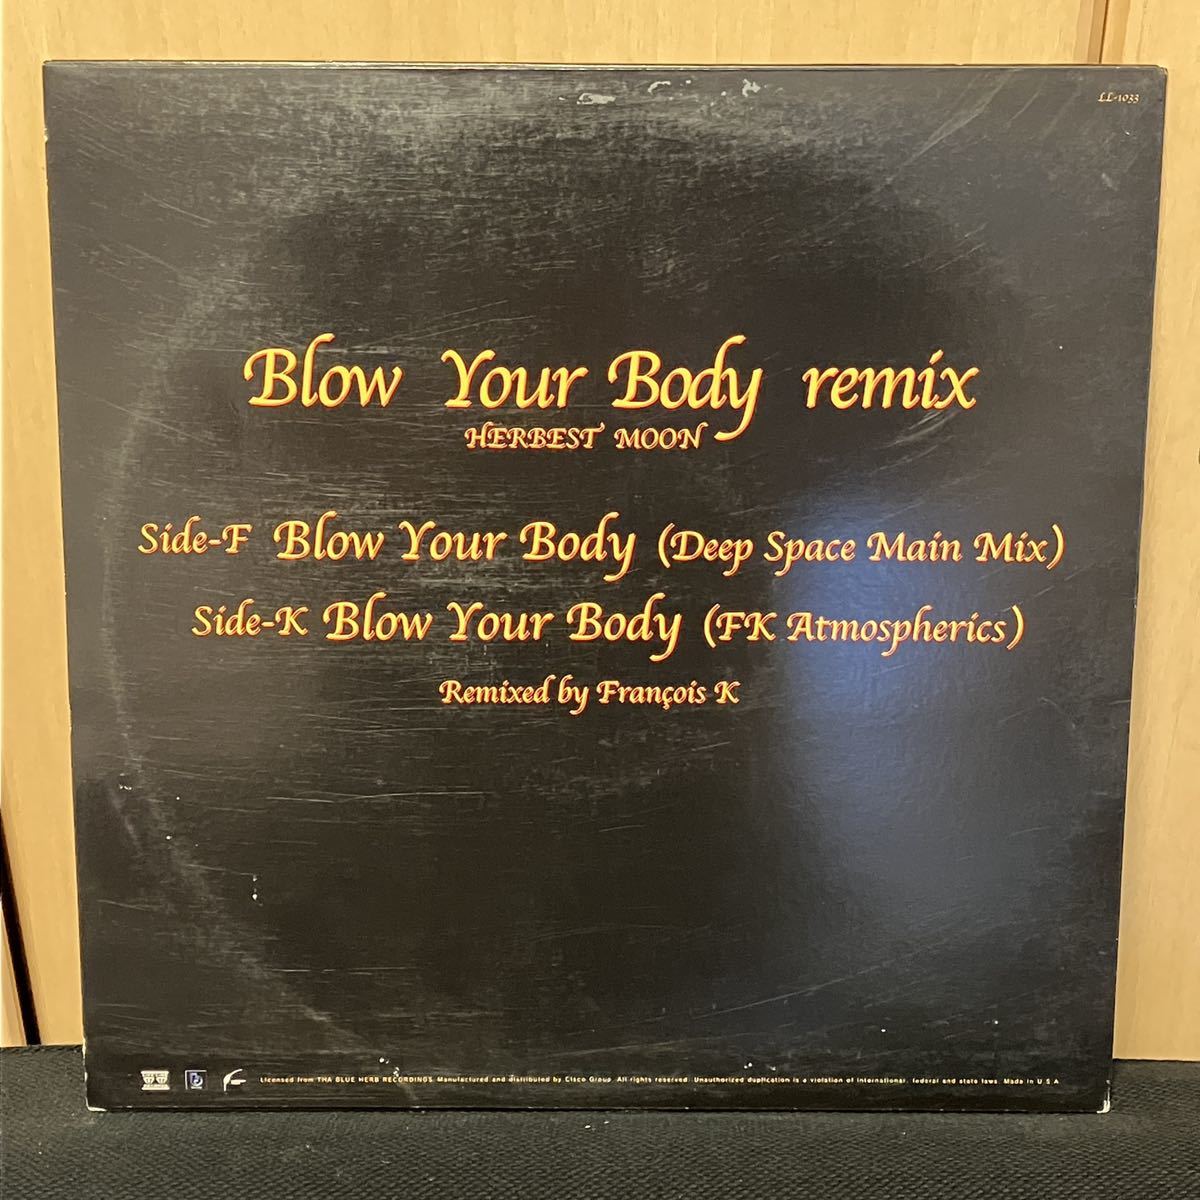 LL-1033
Blow Your Body remix
HERBEST MOON
Side-F Blow Your Body (Deep Space Main Mix)
Side-K Blow Your Body (FK Atmospherics)
Remixed by François K
Licensed from THA BLUE HERB RECORDINGS. Manufactured and distributed by Cisco Group. All rights reserved. Unauthorized duplication is a violation of international, federal and state laws. Made in U.S.A